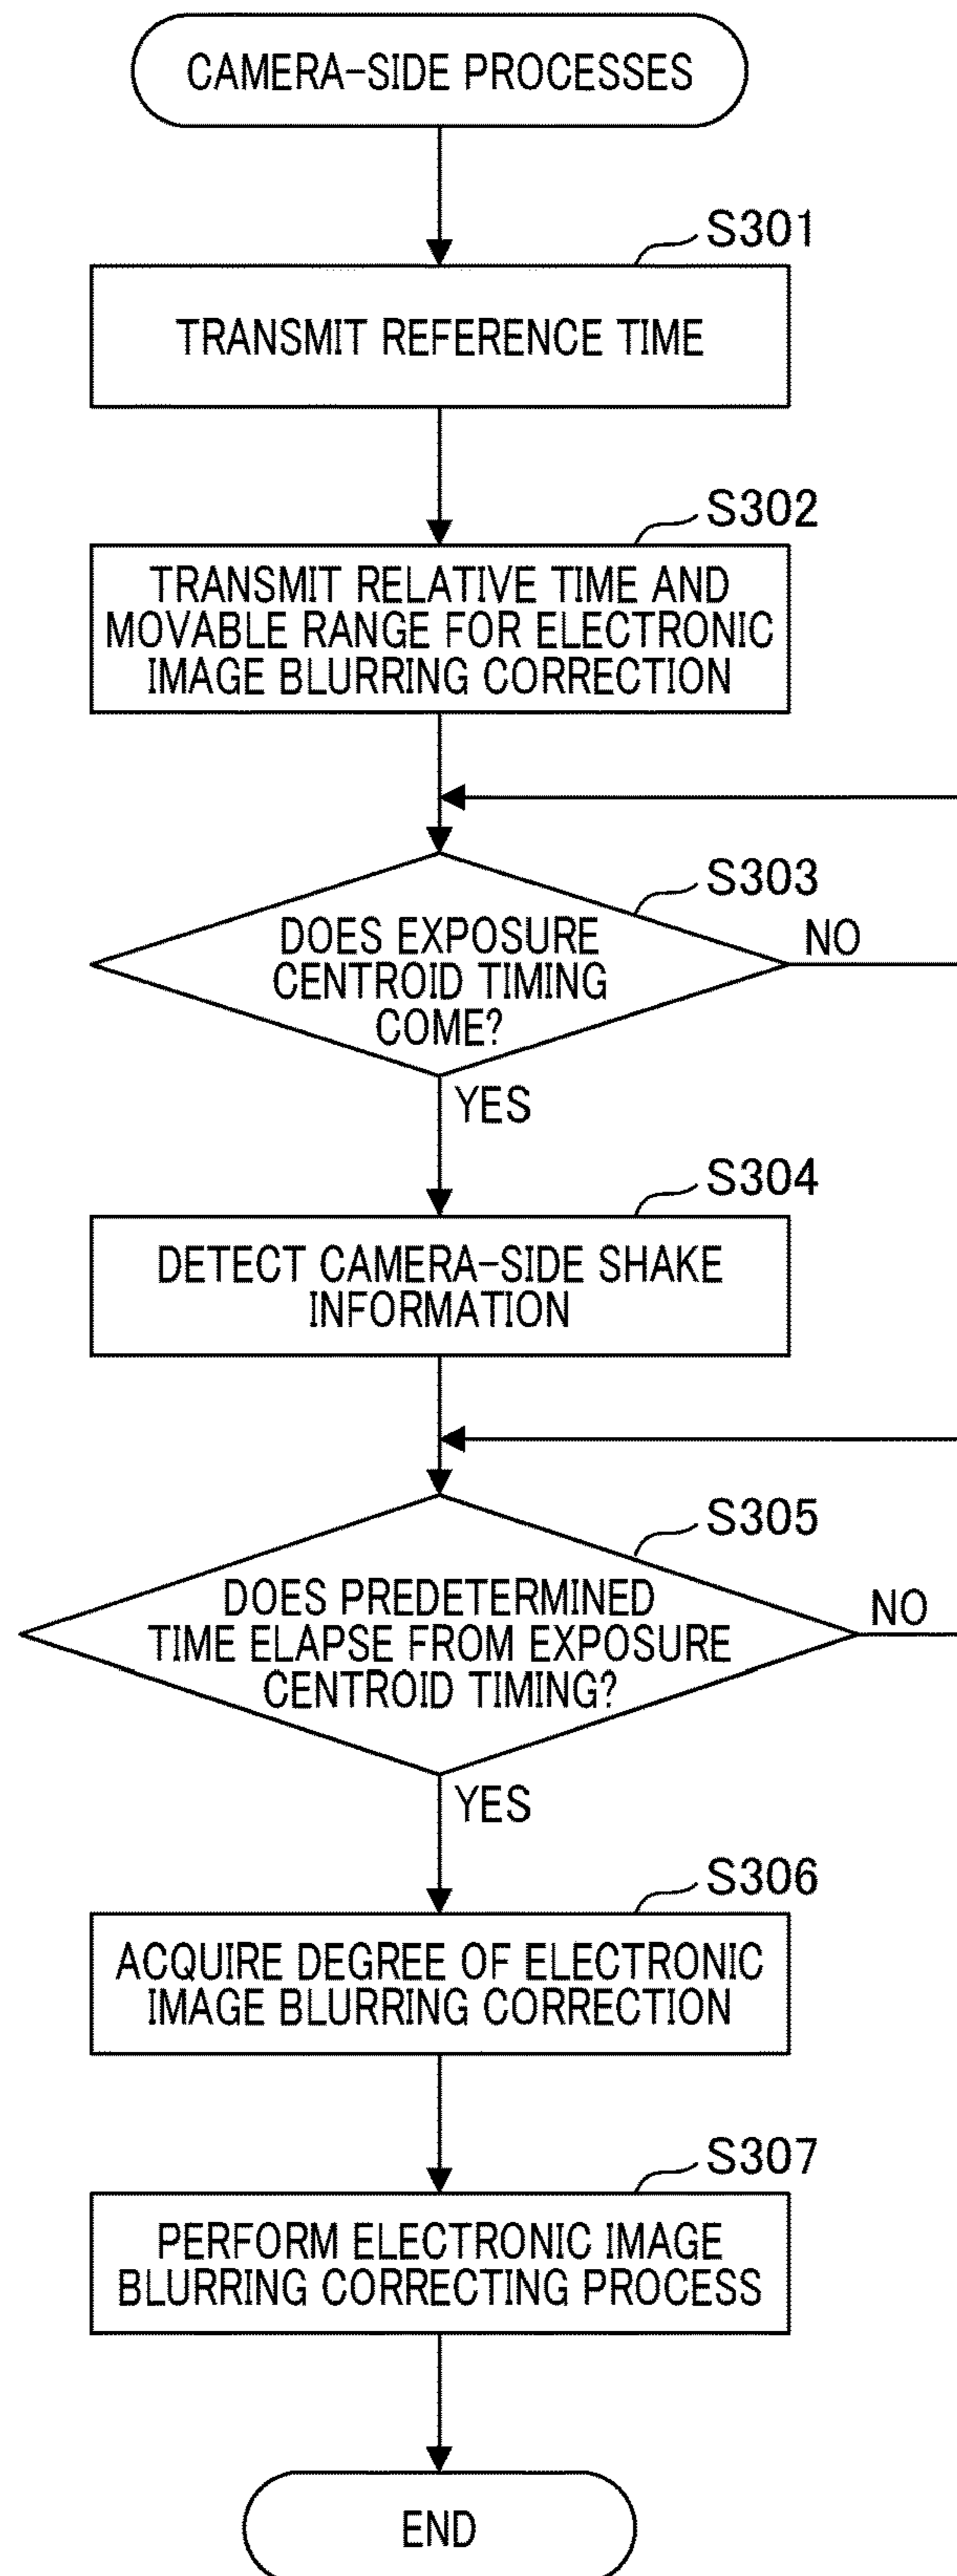 CAMERA-SIDE PROCESSES
S301
TRANSMIT REFERENCE TIME
S302
TRANSMIT RELATIVE TIME AND
MOVABLE RANGE FOR ELECTRONIC
IMAGE BLURRING CORRECTION
S303
DOES EXPOSURE
CENTROID TIMING
COME?
NO
YES
S304
DETECT CAMERA-SIDE SHAKE
INFORMATION
S305
DOES PREDETERMINED
TIME ELAPSE FROM EXPOSURE
CENTROID TIMING?
NO
YES
S306
ACQUIRE DEGREE OF ELECTRONIC
IMAGE BLURRING CORRECTION
S307
PERFORM ELECTRONIC IMAGE
BLURRING CORRECTING PROCESS
END